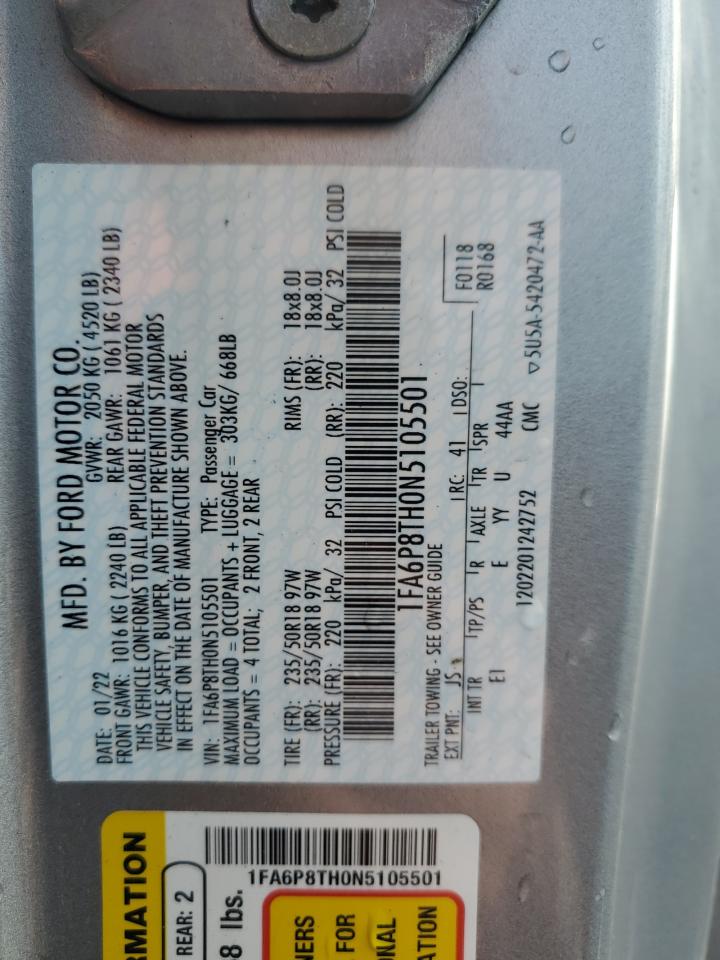 MFD. BY FORD MOTOR CO.
DATE: 01/22 GVWR: 2050 KG ( 4520 LB)
FRONT GAWR: 1016 KG ( 2240 LB) REAR GAWR: 1061 KG ( 2340 LB)
THIS VEHICLE CONFORMS TO ALL APPLICABLE FEDERAL MOTOR
VEHICLE SAFETY, BUMPER, AND THEFT PREVENTION STANDARDS
IN EFFECT ON THE DATE OF MANUFACTURE SHOWN ABOVE.
VIN: 1FA6P8TH0N5105501 TYPE: Passenger Car
MAXIMUM LOAD = OCCUPANTS + LUGGAGE = 303KG/ 668LB
OCCUPANTS = 4 TOTAL; 2 FRONT, 2 REAR
TIRE (FR): 235/50R18 97W RIMS (FR): 18x8.0J
(RR): 235/50R18 97W (RR): 18x8.0J
PRESSURE (FR): 220 kPa/ 32 PSI COLD (RR): 220 kPa/ 32 PSI COLD
1FA6P8TH0N5105501
TRAILER TOWING - SEE OWNER GUIDE F0118
EXT PNT: JS RC: 41 DSO: R0168
INT TR TP/PS R AXLE TR SPR
EI E YY U 44AA
1202201242752 CMC ▽5U5A-5420472-AA
RMATION
REAR: 2
8 lbs.
1FA6P8TH0N5105501
NERS
FOR
ONAL
ATION